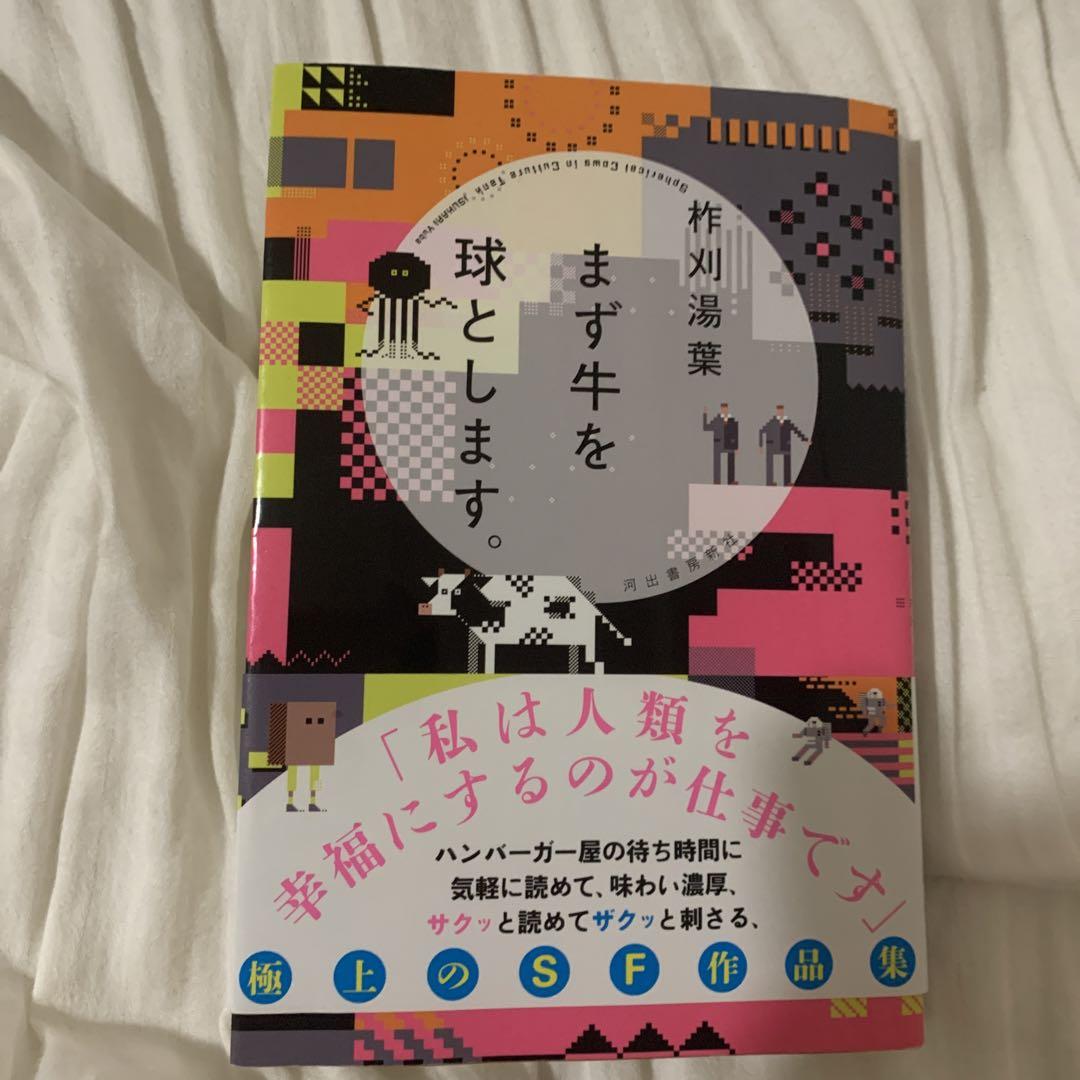 Spherical Cows in Culture Tank
柞刈湯葉
まず牛を
球とします。
河出書房新社
「私は人類を
幸福にするのが仕事です」
ハンバーガー屋の待ち時間に
気軽に読めて、味わい濃厚、
サクッと読めてザクッと刺さる、
極上のSF作品集